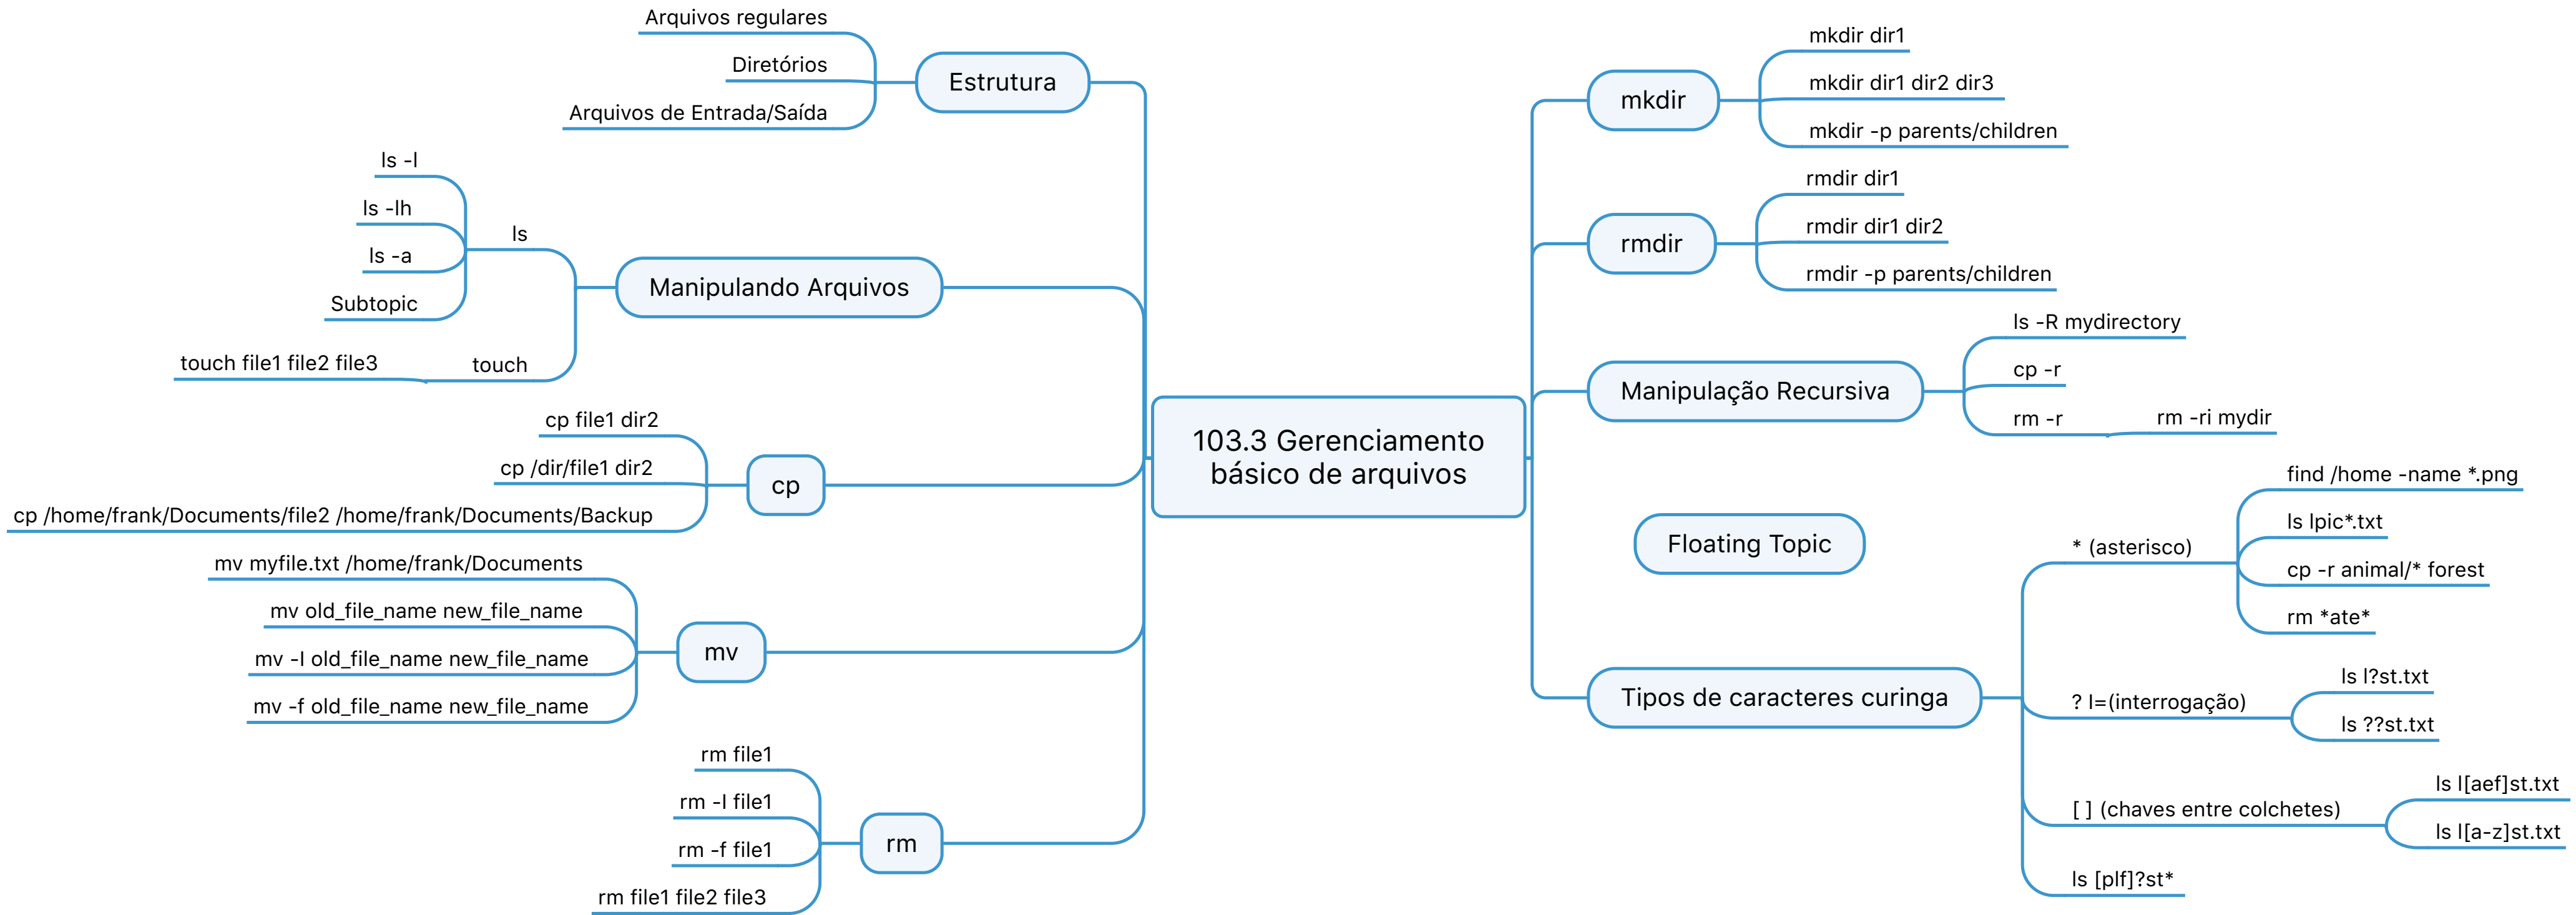 103.3 Gerenciamento
básico de arquivos
Estrutura
Arquivos regulares
Diretórios
Arquivos de Entrada/Saída
Manipulando Arquivos
ls
ls -l
ls -lh
ls -a
Subtopic
touch
touch file1 file2 file3
cp
cp file1 dir2
cp /dir/file1 dir2
cp /home/frank/Documents/file2 /home/frank/Documents/Backup
mv
mv myfile.txt /home/frank/Documents
mv old_file_name new_file_name
mv -I old_file_name new_file_name
mv -f old_file_name new_file_name
rm
rm file1
rm -I file1
rm -f file1
rm file1 file2 file3
mkdir
mkdir dir1
mkdir dir1 dir2 dir3
mkdir -p parents/children
rmdir
rmdir dir1
rmdir dir1 dir2
rmdir -p parents/children
Manipulação Recursiva
ls -R mydirectory
cp -r
rm -r
rm -ri mydir
Floating Topic
Tipos de caracteres curinga
* (asterisco)
find /home -name *.png
ls lpic*.txt
cp -r animal/* forest
rm *ate*
? I=(interrogação)
ls l?st.txt
ls ??st.txt
[ ] (chaves entre colchetes)
ls l[aef]st.txt
ls l[a-z]st.txt
ls [plf]?st*